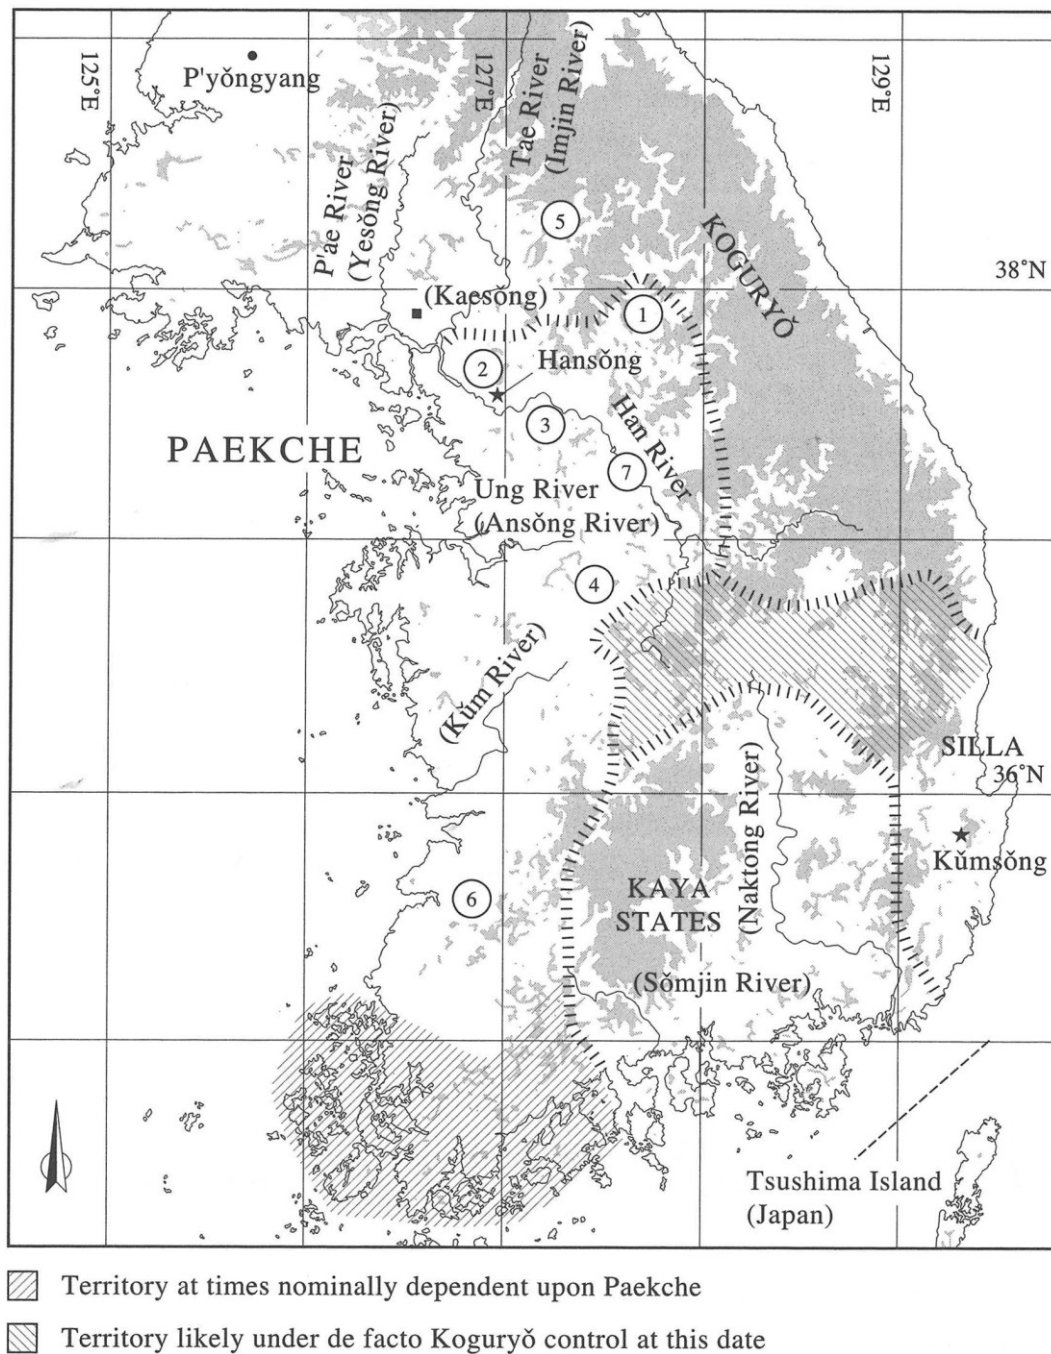 125°E
P'yŏngyang
P'ae River
(Yesŏng River)
127°E
Tae River
(Imjin River)
129°E
5
KOGURYŎ
38°N
(Kaesŏng)
1
2
Hansŏng
3
Han River
PAEKCHE
7
Ung River
(Ansŏng River)
4
(Kŭm River)
SILLA
36°N
(Naktong River)
Kŭmsŏng
KAYA
STATES
6
(Sŏmjin River)
Tsushima Island
(Japan)
Territory at times nominally dependent upon Paekche
Territory likely under de facto Koguryŏ control at this date